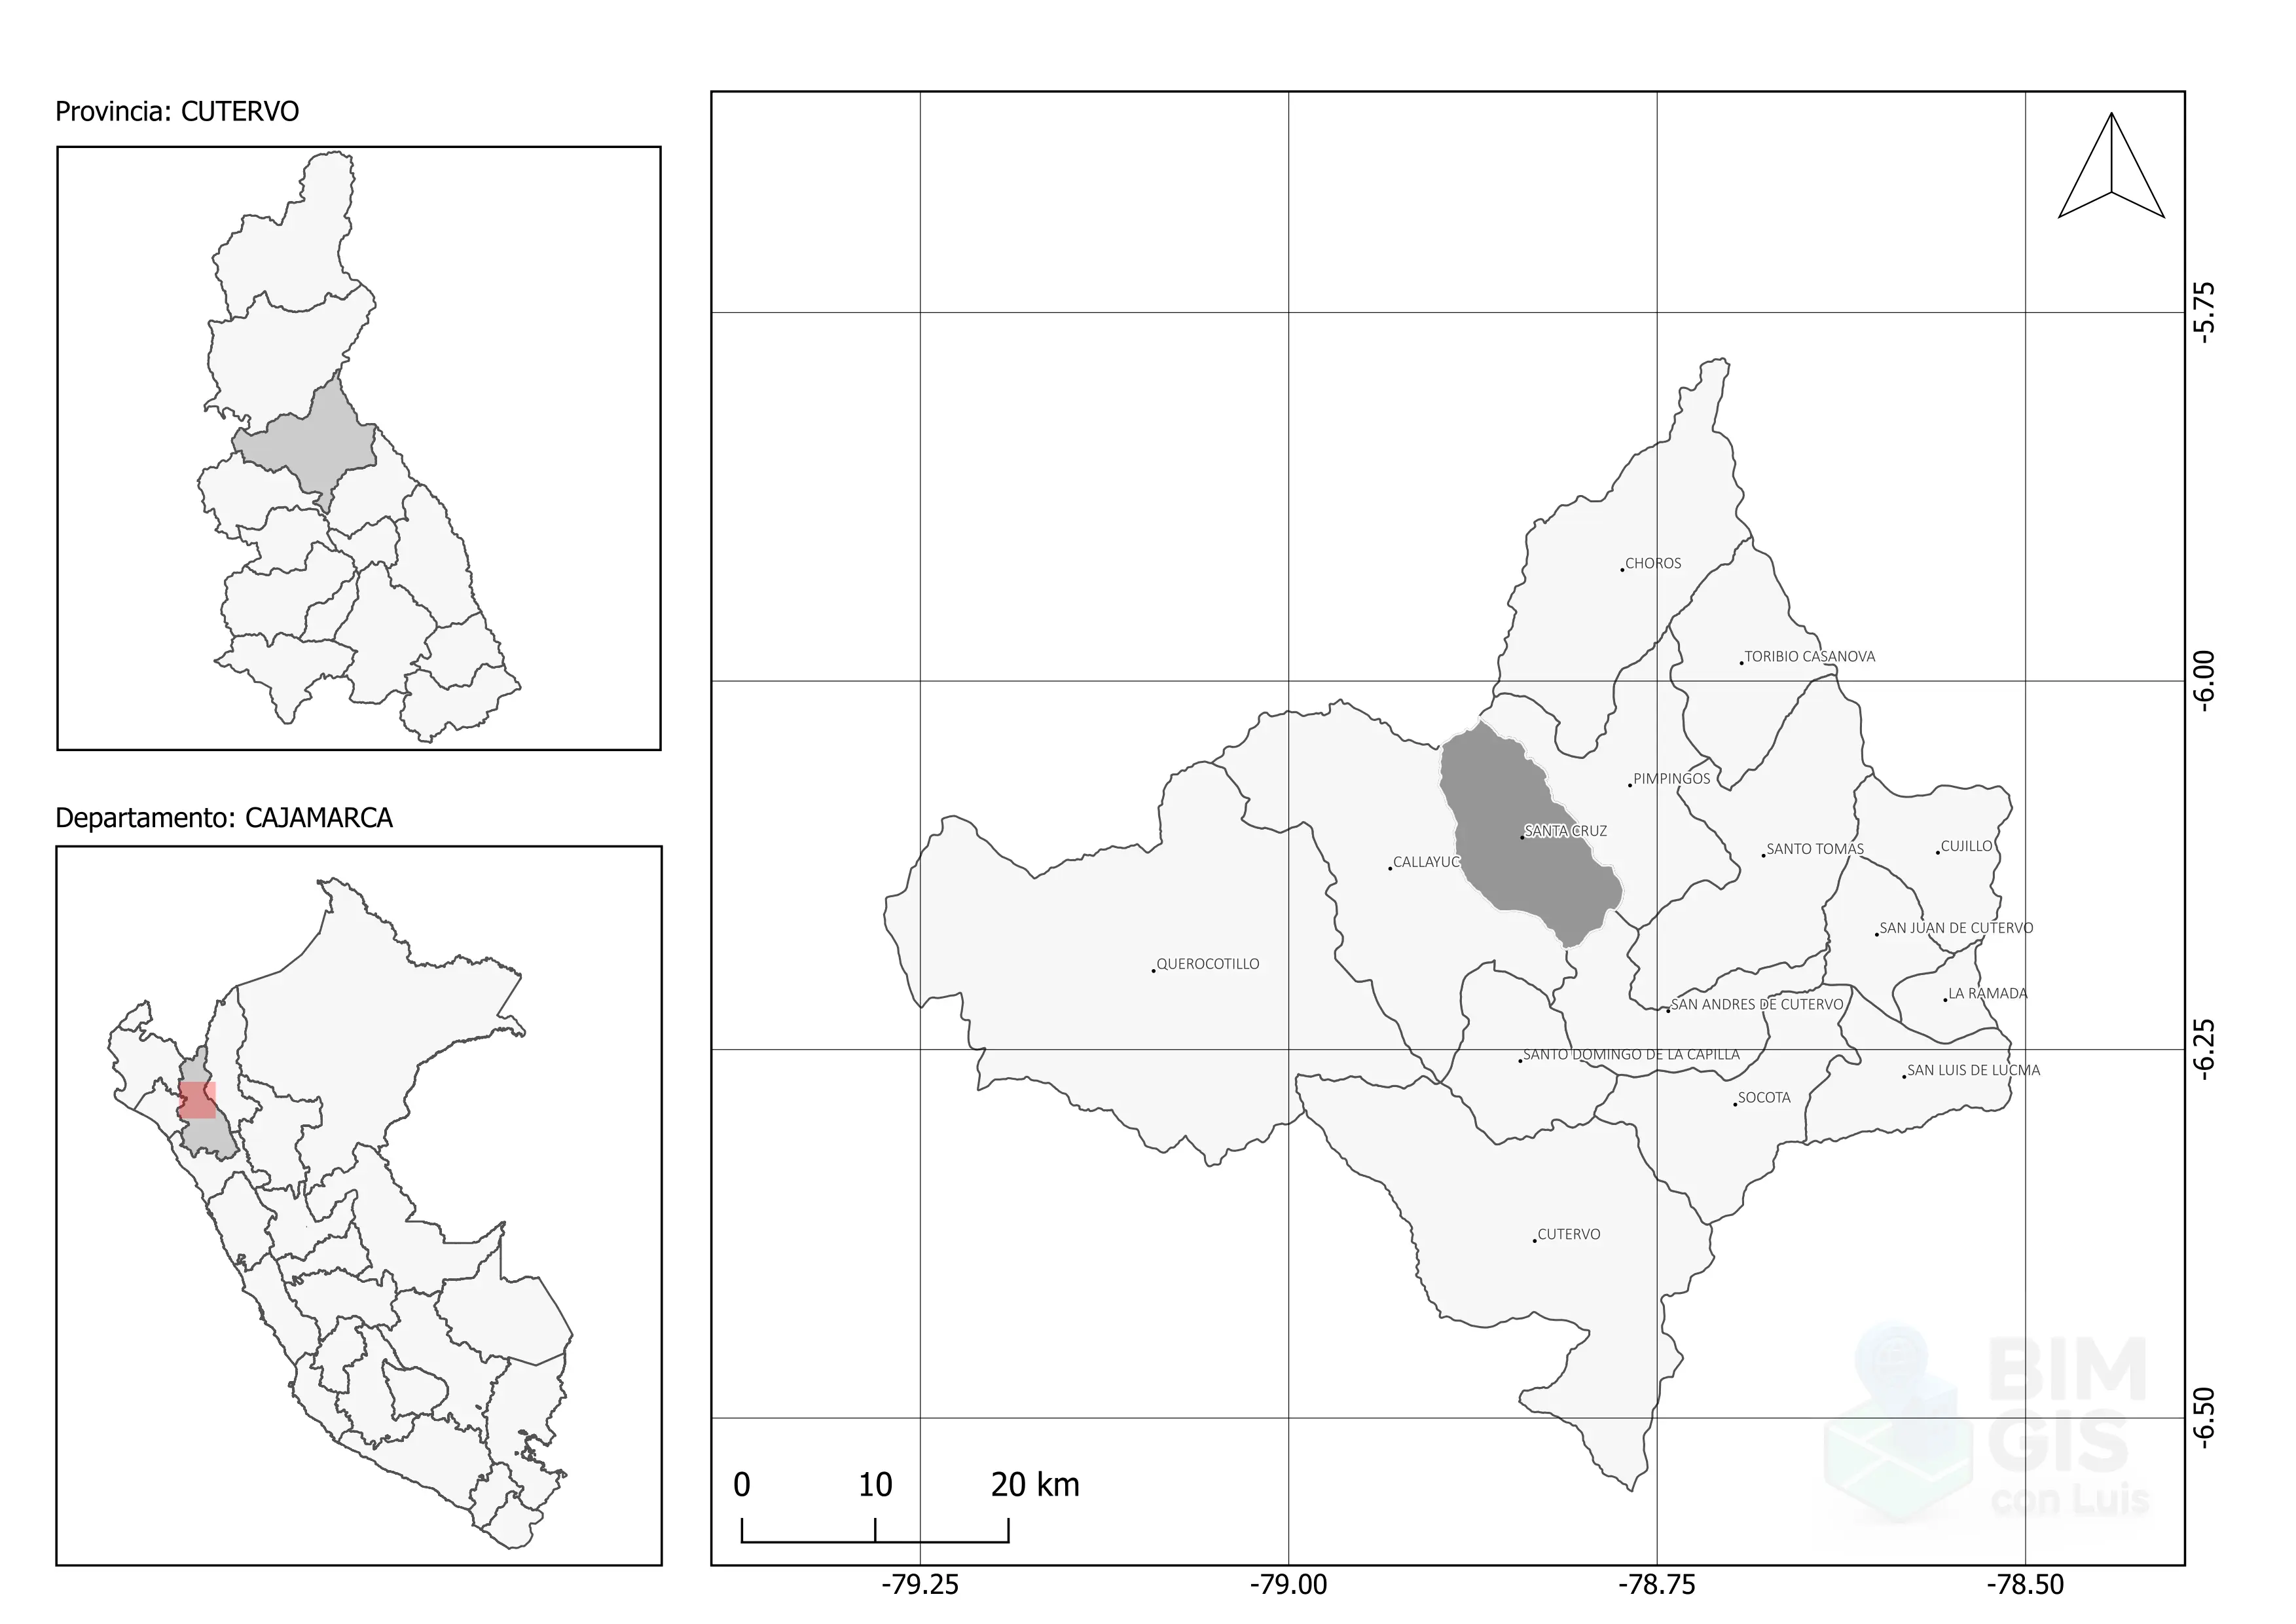 Provincia: CUTERVO
Departamento: CAJAMARCA
CHOROS
TORIBIO CASANOVA
PIMPINGOS
SANTA CRUZ
SANTO TOMAS
CUJILLO
CALLAYUC
SAN JUAN DE CUTERVO
QUEROCOTILLO
LA RAMADA
SAN ANDRES DE CUTERVO
SANTO DOMINGO DE LA CAPILLA
SAN LUIS DE LUCMA
SOCOTA
CUTERVO
-5.75
-6.00
-6.25
-6.50
BIM
GIS
con Luis
0 10 20 km
-79.25 -79.00 -78.75 -78.50